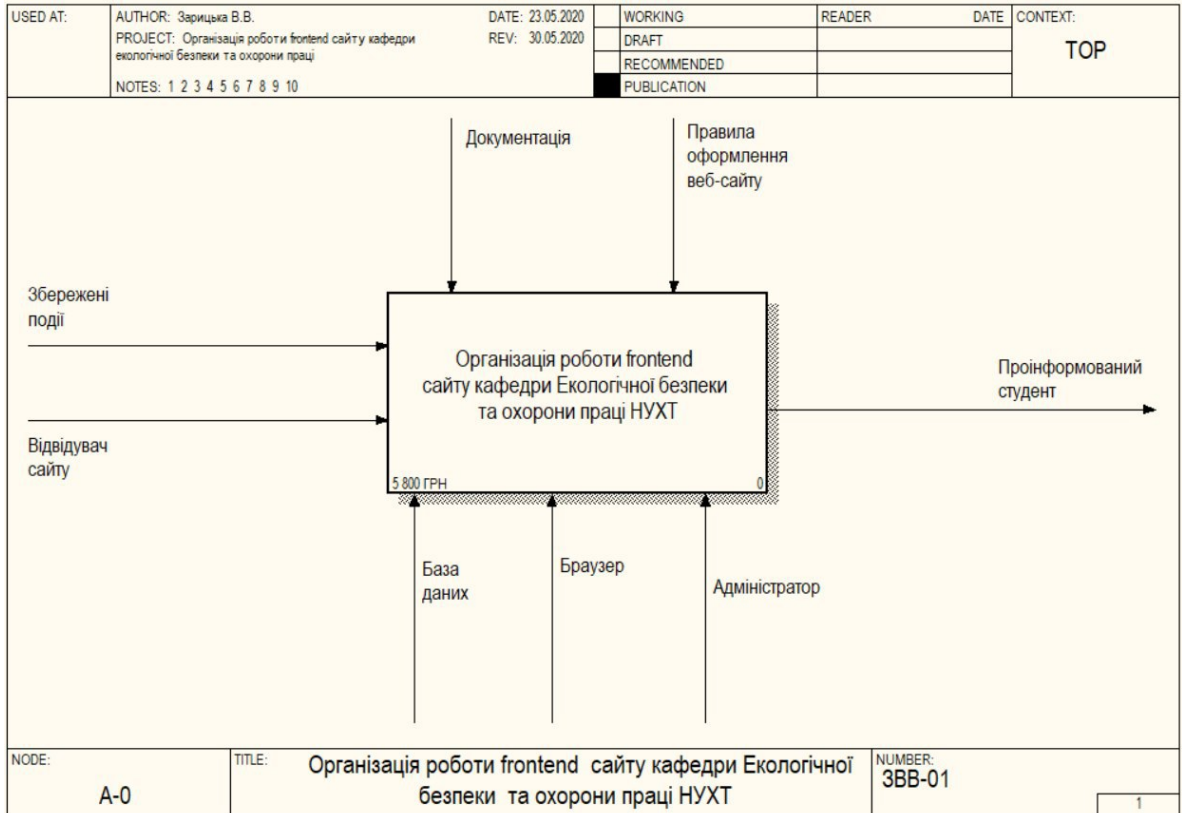 USED AT:
AUTHOR: Зарицька В.В.
DATE: 23.05.2020
PROJECT: Організація роботи frontend сайту кафедри
екологічної безпеки та охорони праці
REV: 30.05.2020
NOTES: 1 2 3 4 5 6 7 8 9 10
WORKING
DRAFT
RECOMMENDED
PUBLICATION
READER
DATE
CONTEXT:
TOP
Документація
Правила
оформлення
веб-сайту
Збережені
події
Відвідувач
сайту
Організація роботи frontend
сайту кафедри Екологічної безпеки
та охорони праці НУХТ
5 800 ГРН
0
Проінформований
студент
База
даних
Браузер
Адміністратор
NODE:
A-0
TITLE:
Організація роботи frontend сайту кафедри Екологічної
безпеки та охорони праці НУХТ
NUMBER:
ЗВВ-01
1